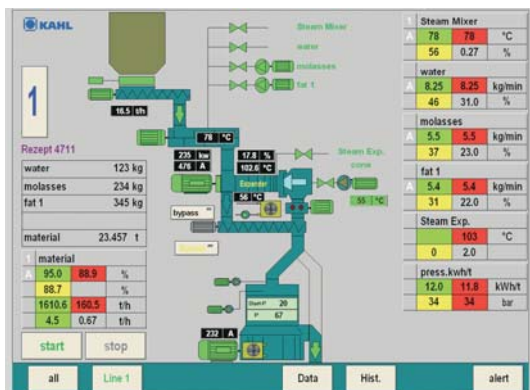 KAHL
1
Rezept 4711
water 123 kg
molasses 234 kg
fat 1 345 kg
material 23.457 t
1 material
A 95.0 88.9 %
88.7 %
1610.6 160.5 t/h
4.5 0.67 t/h
start stop
16.5 t/h
Steam Mixer
water
molasses
fat 1
78 °C
235 kw
476 A
17.8 %
102.6 °C
Expander
56 °C
Steam Exp.
cone
55 °C
bypass
Start-P 20
P 67
232 A
1 Steam Mixer
A 78 78 °C
56 0.27 %
water
A 8.25 8.25 kg/min
46 31.0 %
molasses
A 5.5 5.5 kg/min
37 23.0 %
fat 1
A 5.4 5.4 kg/min
31 22.0 %
Steam Exp.
103 °C
0 2.0
press.kwh/t
12.0 11.8 kWh/t
34 34 bar
all Line 1 Data Hist. alert